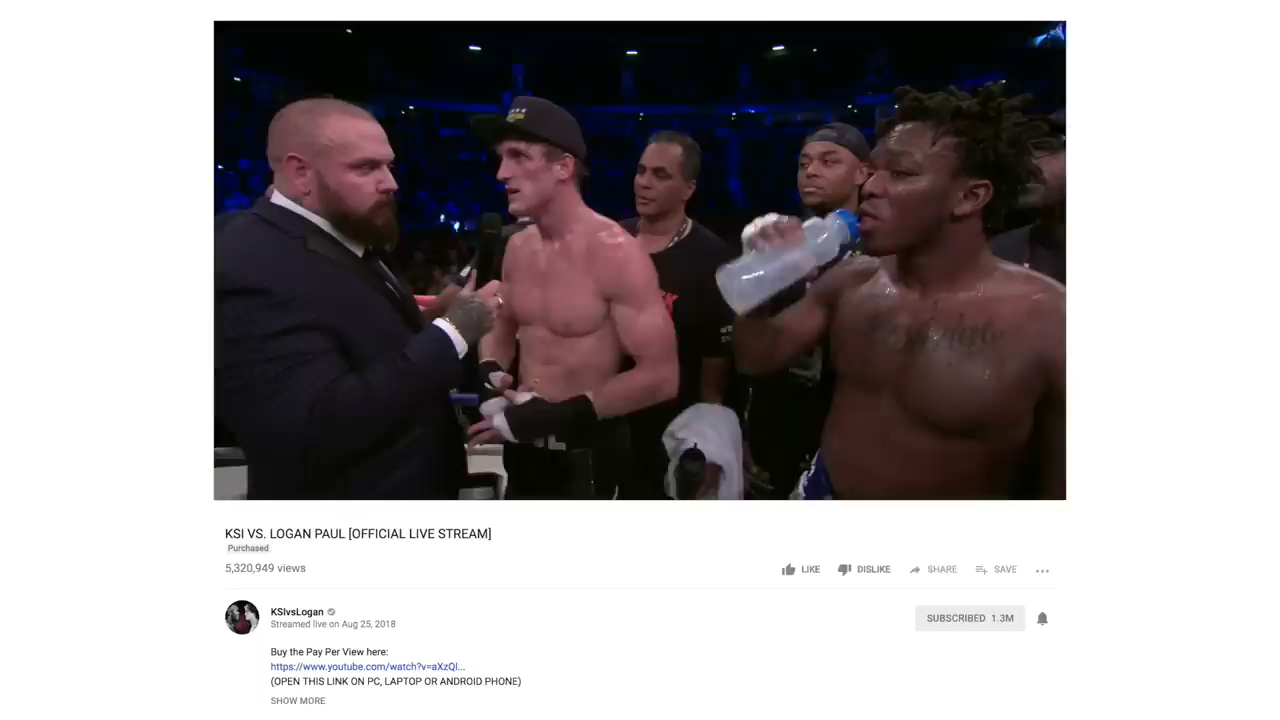 KSI VS. LOGAN PAUL [OFFICIAL LIVE STREAM]
Purchased
5,320,949 views
LIKE
DISLIKE
SHARE
SAVE
KSIvsLogan
Streamed live on Aug 25, 2018
SUBSCRIBED 1.3M
Buy the Pay Per View here:
https://www.youtube.com/watch?v=aXzQI...
(OPEN THIS LINK ON PC, LAPTOP OR ANDROID PHONE)
SHOW MORE